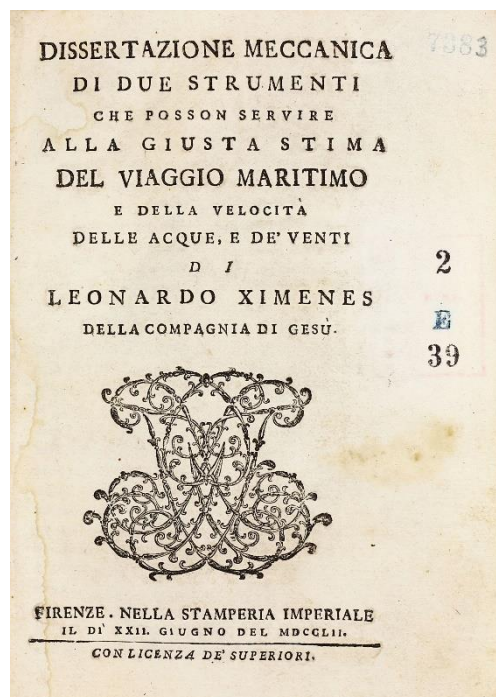 DISSERTAZIONE MECCANICA
DI DUE STRUMENTI
CHE POSSON SERVIRE
ALLA GIUSTA STIMA
DEL VIAGGIO MARITIMO
E DELLA VELOCITÀ
DELLE ACQUE, E DE' VENTI
DI
LEONARDO XIMENES
DELLA COMPAGNIA DI GESÙ.
2
E
39
FIRENZE. NELLA STAMPERIA IMPERIALE
IL DÌ XXII. GIUGNO DEL MDCCLII.
CON LICENZA DE' SUPERIORI.